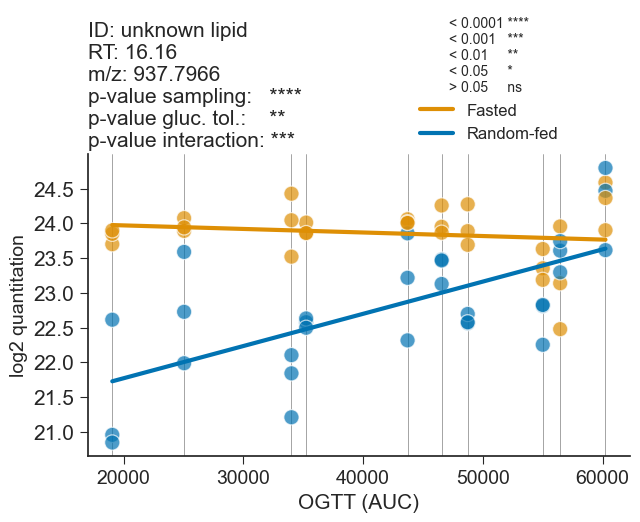 ID: unknown lipid
RT: 16.16
m/z: 937.7966
p-value sampling: ****
p-value gluc. tol.: **
p-value interaction: ***
< 0.0001 ****
< 0.001 ***
< 0.01 **
< 0.05 *
> 0.05 ns
Fasted
Random-fed
log2 quantitation
24.5
24.0
23.5
23.0
22.5
22.0
21.5
21.0
20000 30000 40000 50000 60000
OGTT (AUC)